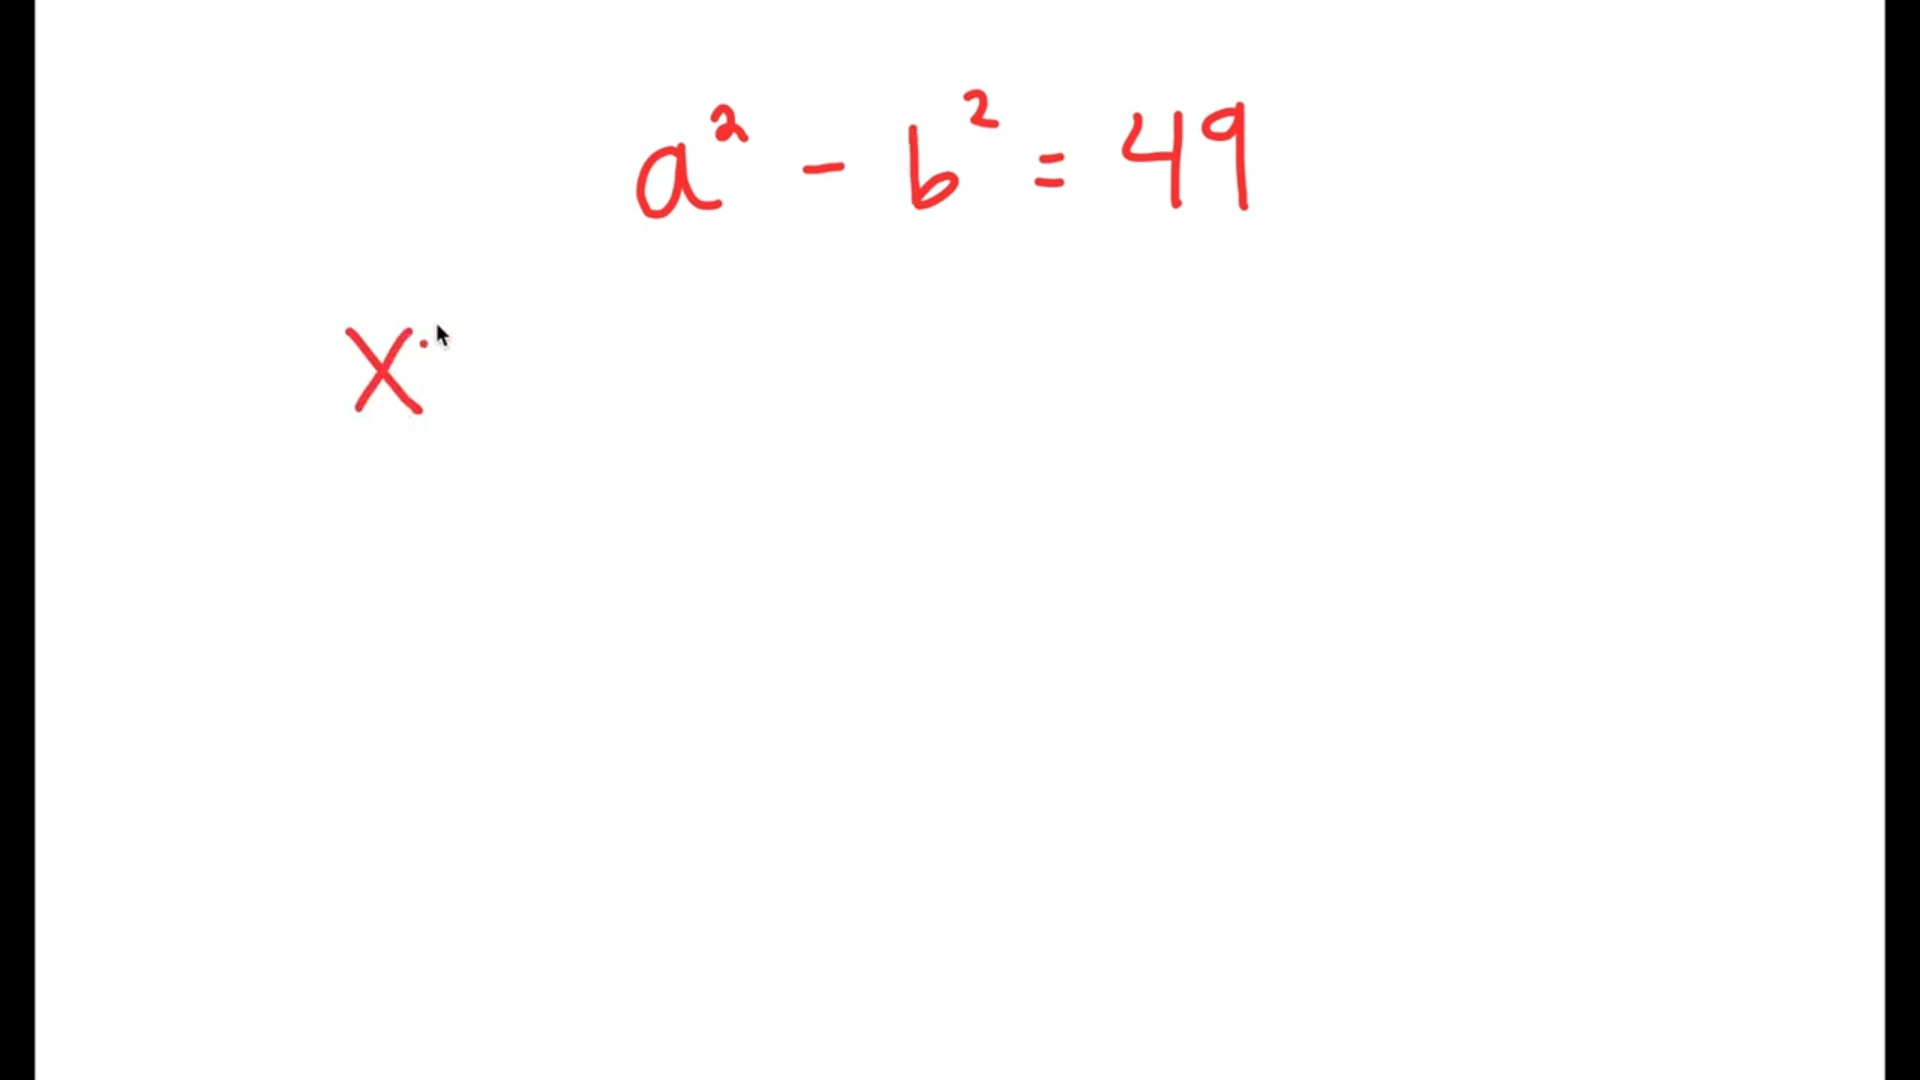 a² - b² = 49
X